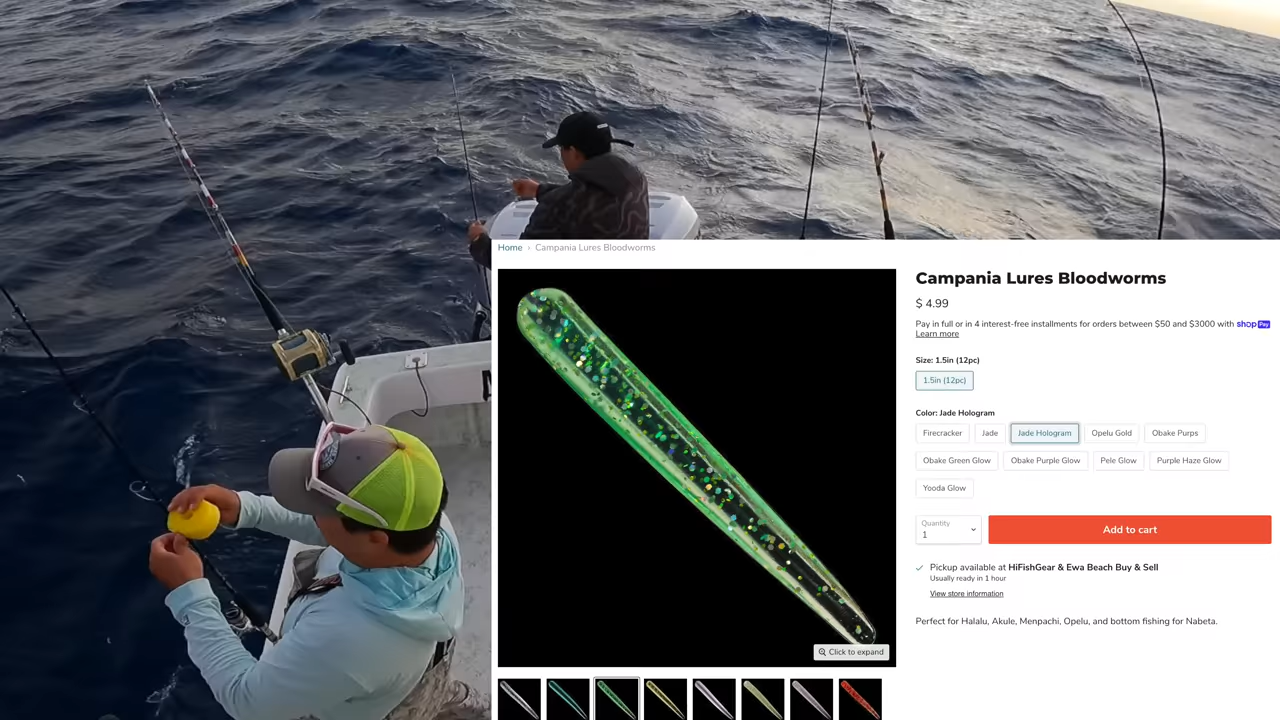 Home › Campania Lures Bloodworms
Campania Lures Bloodworms
$ 4.99
Pay in full or in 4 interest-free installments for orders between $50 and $3000 with shop Pay
Learn more
Size: 1.5in (12pc)
1.5in (12pc)
Color: Jade Hologram
Firecracker
Jade
Jade Hologram
Opelu Gold
Obake Purps
Obake Green Glow
Obake Purple Glow
Pele Glow
Purple Haze Glow
Yooda Glow
Quantity
1
Add to cart
Pickup available at HiFishGear & Ewa Beach Buy & Sell
Usually ready in 1 hour
View store information
Perfect for Halalu, Akule, Menpachi, Opelu, and bottom fishing for Nabeta.
Click to expand